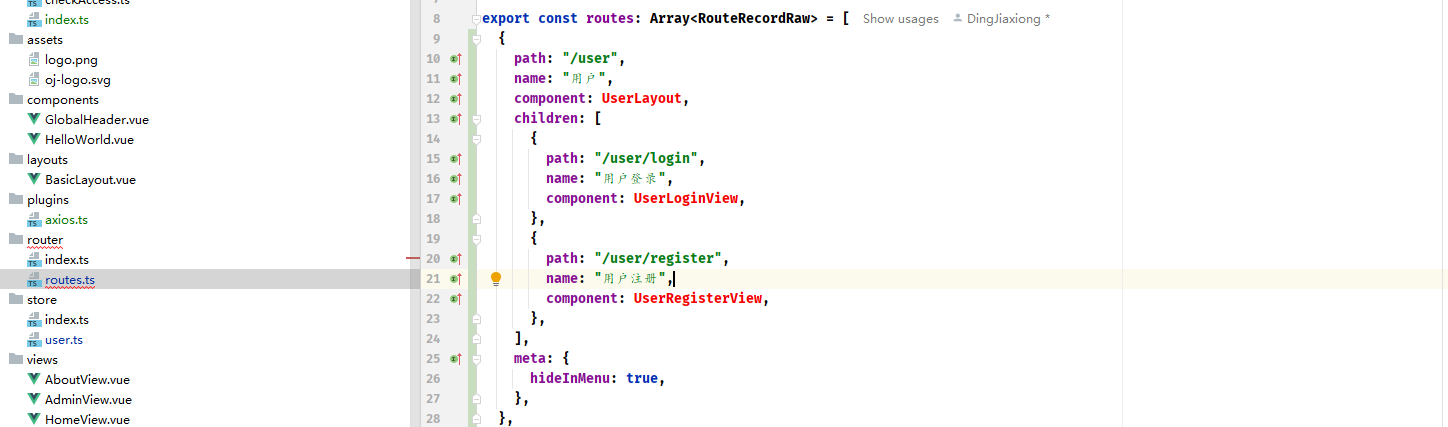 checkAccess.ts
index.ts
assets
logo.png
oj-logo.svg
components
GlobalHeader.vue
HelloWorld.vue
layouts
BasicLayout.vue
plugins
axios.ts
router
index.ts
routes.ts
store
index.ts
user.ts
views
AboutView.vue
AdminView.vue
HomeView.vue
8 export const routes: Array<RouteRecordRaw> = [ Show usages DingJiaxiong *
9 {
10 path: "/user",
11 name: "用户",
12 component: UserLayout,
13 children: [
14 {
15 path: "/user/login",
16 name: "用户登录",
17 component: UserLoginView,
18 },
19 {
20 path: "/user/register",
21 name: "用户注册",
22 component: UserRegisterView,
23 },
24 ],
25 meta: {
26 hideInMenu: true,
27 },
28 },